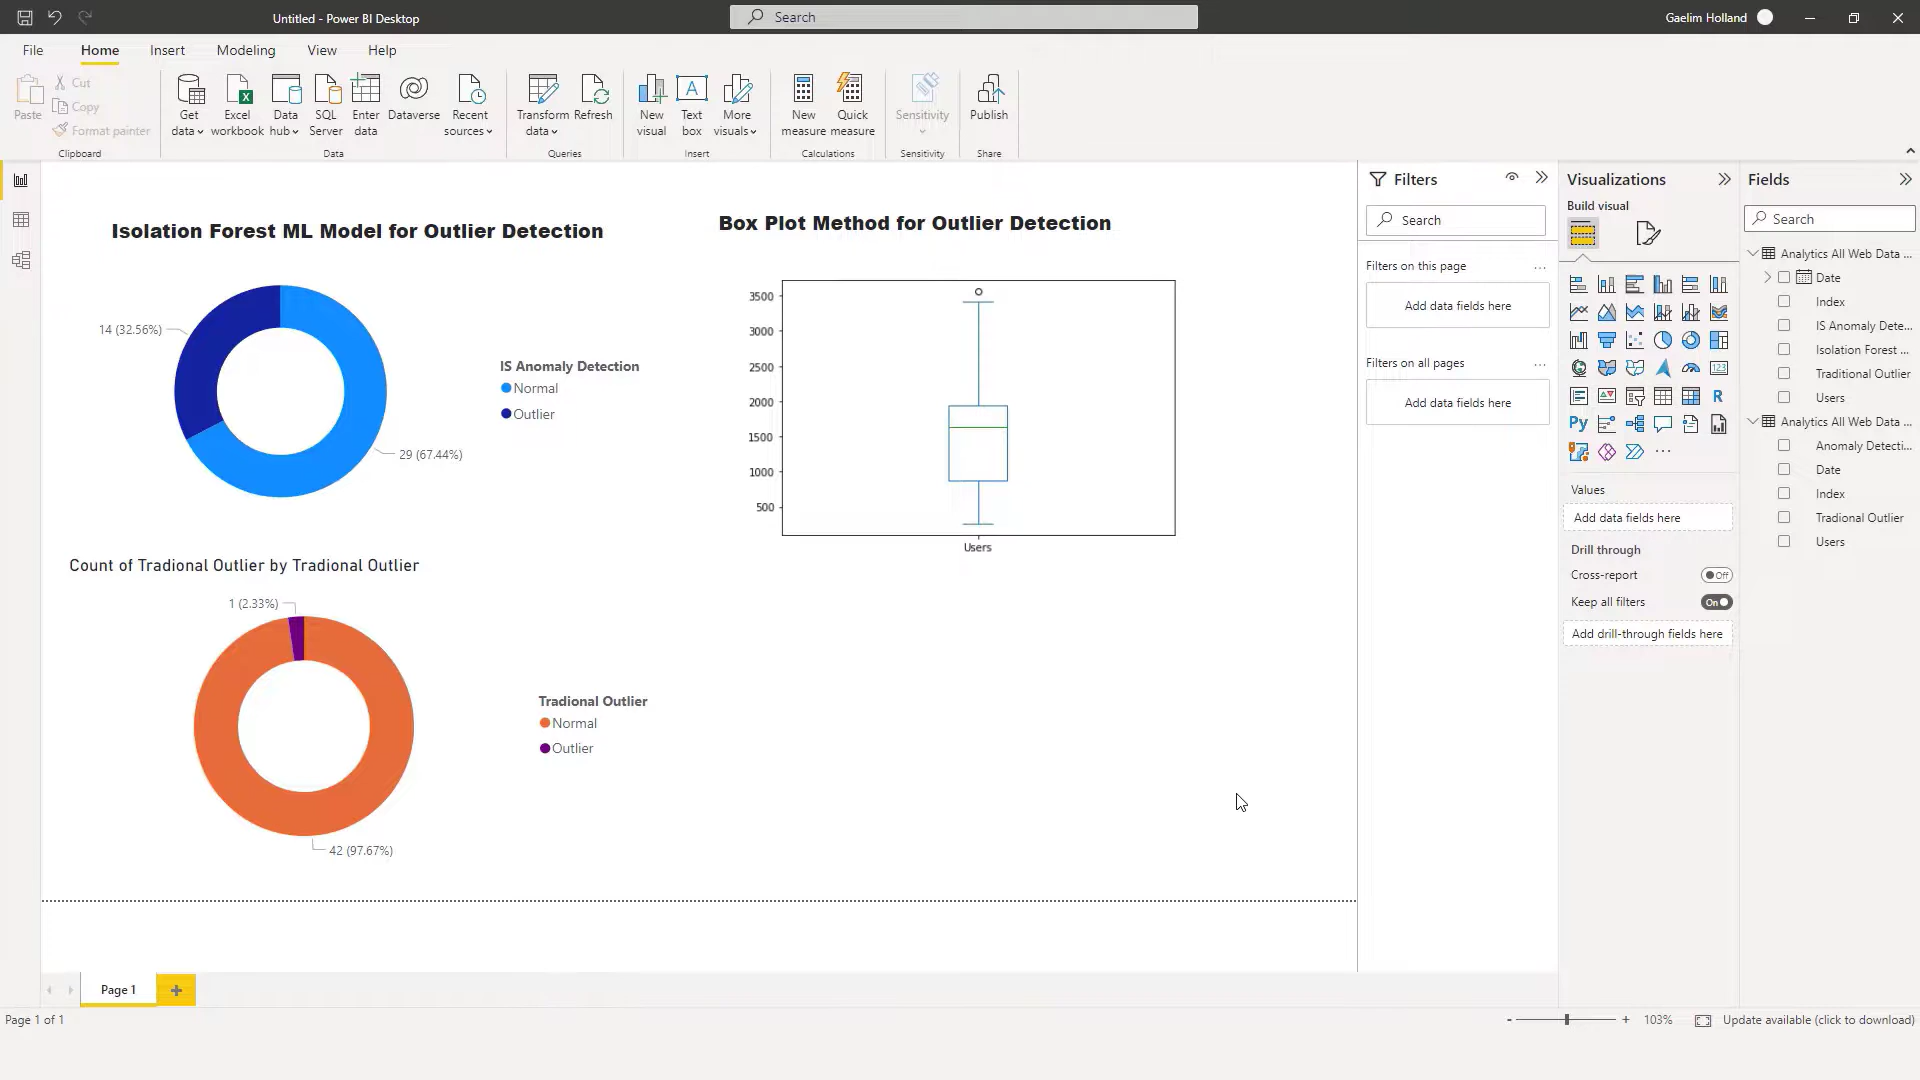 Untitled - Power BI Desktop
Search
Gaelim Holland
File
Home
Insert
Modeling
View
Help
Paste
Cut
Copy
Format painter
Clipboard
Get data
Excel workbook
Data hub
SQL Server
Enter data
Dataverse
Recent sources
Data
Transform data
Refresh
Queries
New visual
A
Text box
More visuals
Insert
New measure
Quick measure
Calculations
Sensitivity
Sensitivity
Publish
Share
Isolation Forest ML Model for Outlier Detection
14 (32.56%)
29 (67.44%)
IS Anomaly Detection
Normal
Outlier
Box Plot Method for Outlier Detection
3500
3000
2500
2000
1500
1000
500
Users
Count of Tradional Outlier by Tradional Outlier
1 (2.33%)
42 (97.67%)
Tradional Outlier
Normal
Outlier
Filters
Search
Filters on this page
...
Add data fields here
Filters on all pages
...
Add data fields here
Visualizations
Build visual
123
R
Py
...
Values
Add data fields here
Drill through
Cross-report
Off
Keep all filters
On
Add drill-through fields here
Fields
Search
Analytics All Web Data ...
Date
Index
IS Anomaly Dete...
Isolation Forest ...
Traditional Outlier
Users
Analytics All Web Data ...
Anomaly Detecti...
Date
Index
Tradional Outlier
Users
Page 1
+
Page 1 of 1
-
+
103%
Update available (click to download)